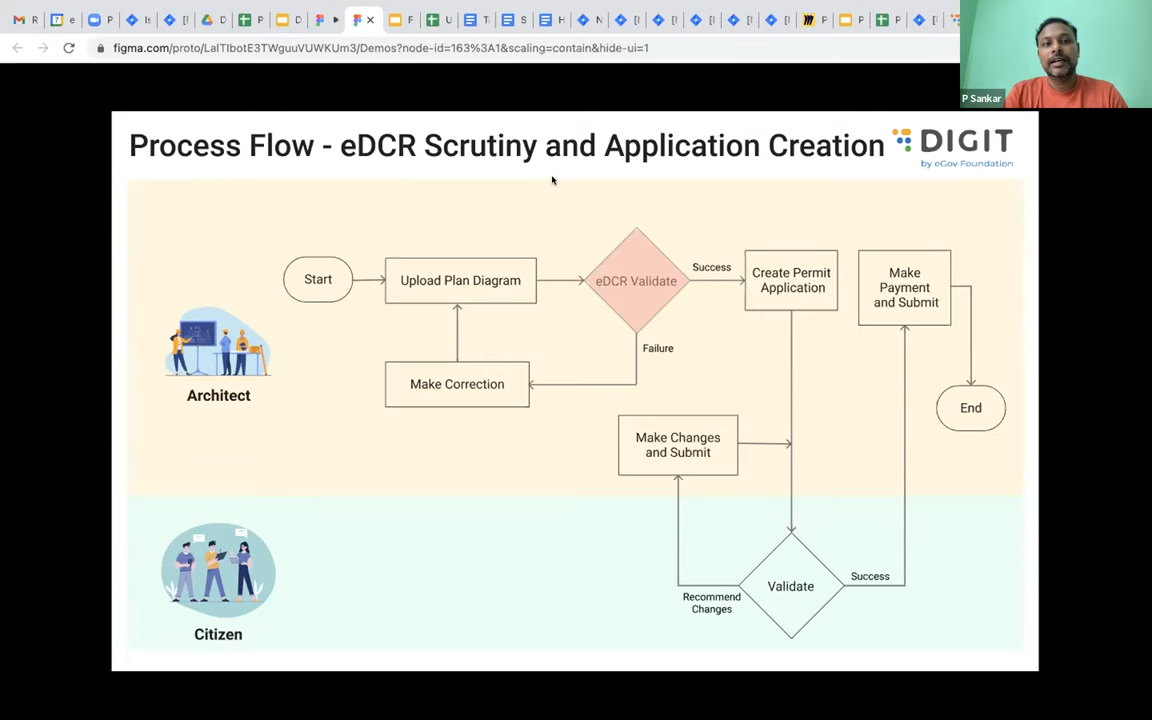 figma.com/proto/LaITIbotE3TWguuVUWKUm3/Demos?node-id=163%3A1&scaling=contain&hide-ui=1
P Sankar
Process Flow - eDCR Scrutiny and Application Creation
DIGIT
by eGov Foundation
Start
Upload Plan Diagram
eDCR Validate
Success
Create Permit
Application
Make
Payment
and Submit
Failure
Make Correction
Architect
End
Make Changes
and Submit
Validate
Success
Recommend
Changes
Citizen